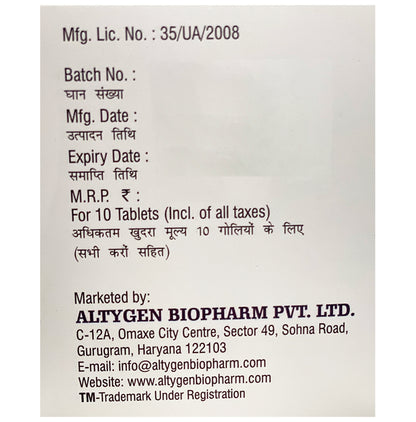 Mfg. Lic. No. : 35/UA/2008
Batch No. :
घान संख्या
Mfg. Date :
उत्पादन तिथि
Expiry Date :
समाप्ति तिथि
M.R.P. ₹ :
For 10 Tablets (Incl. of all taxes)
अधिकतम खुदरा मूल्य 10 गोलियों के लिए
(सभी करों सहित)
Marketed by:
ALTYGEN BIOPHARM PVT. LTD.
C-12A, Omaxe City Centre, Sector 49, Sohna Road,
Gurugram, Haryana 122103
E-mail: info@altygenbiopharm.com
Website: www.altygenbiopharm.com
TM-Trademark Under Registration